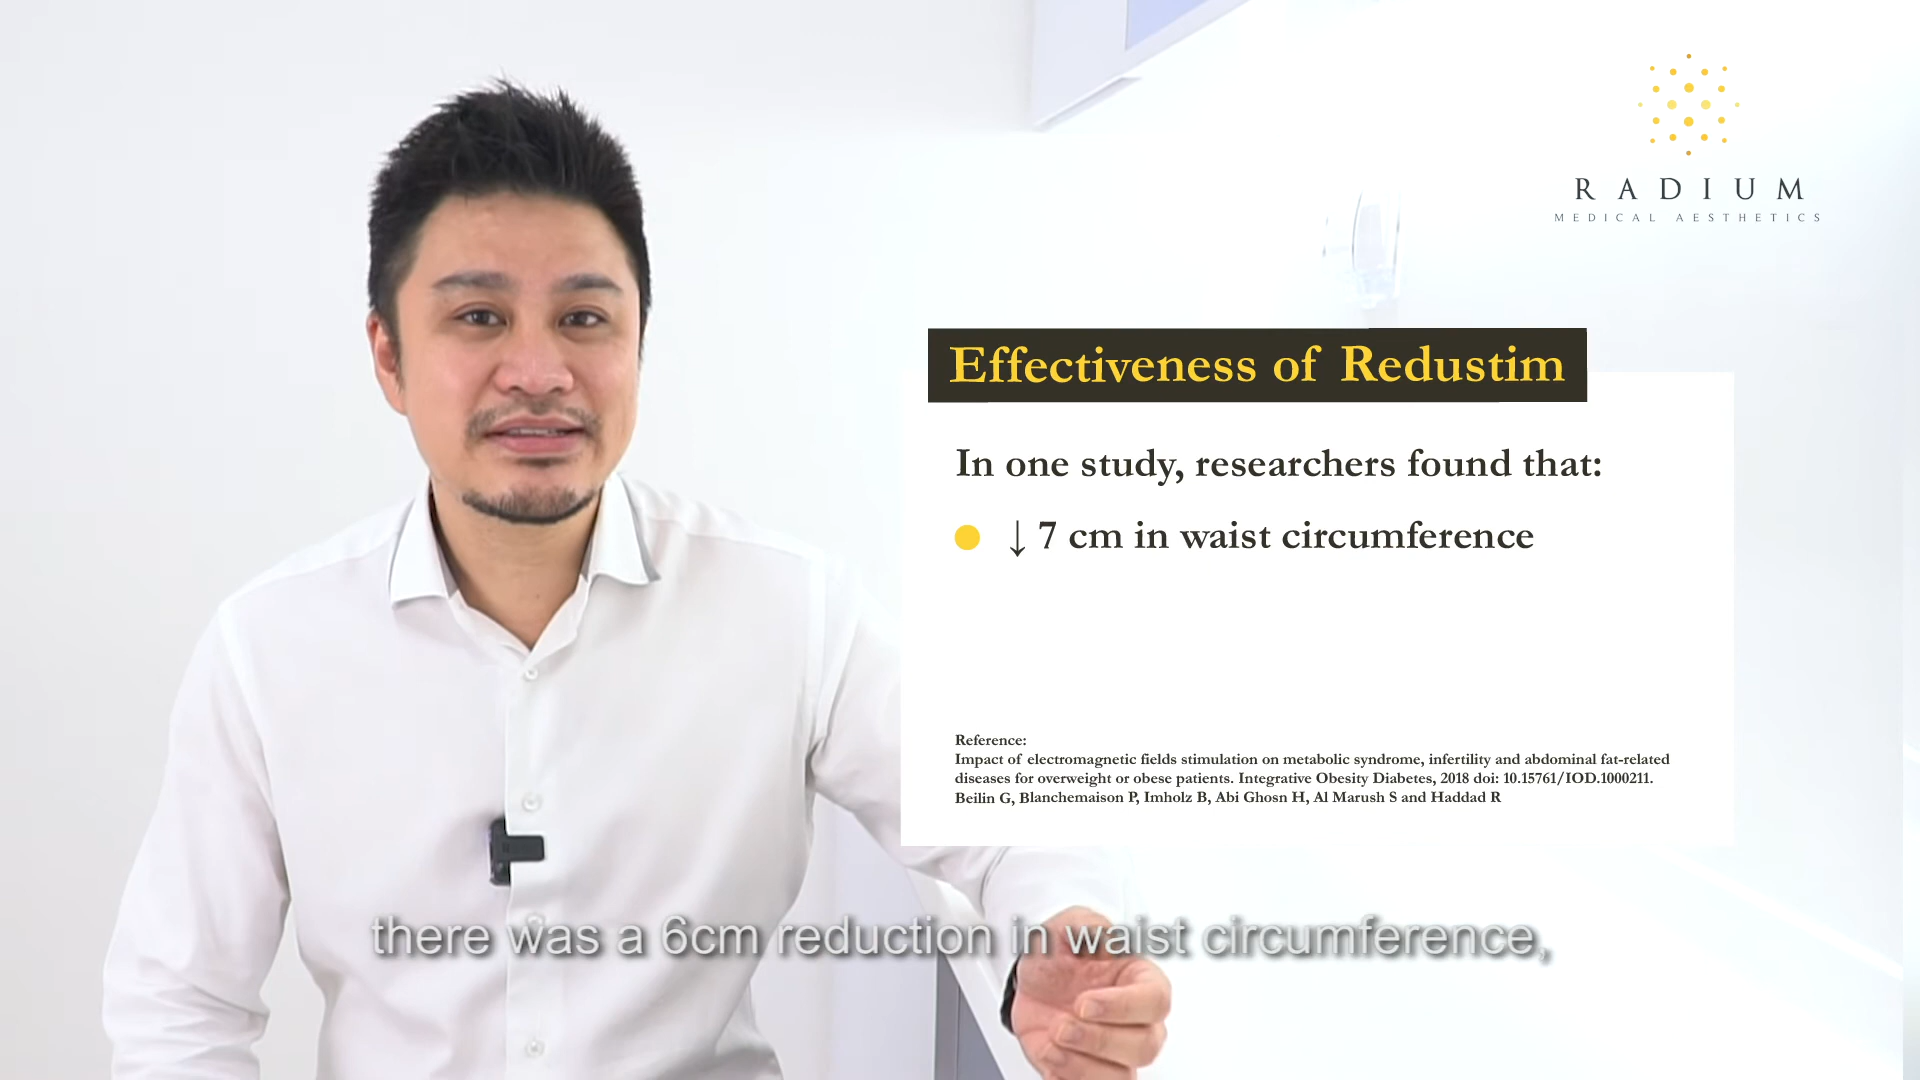 RADIUM
MEDICAL AESTHETICS
Effectiveness of Redustim
In one study, researchers found that:
↓ 7 cm in waist circumference
Reference:
Impact of electromagnetic fields stimulation on metabolic syndrome, infertility and abdominal fat-related
diseases for overweight or obese patients. Integrative Obesity Diabetes, 2018 doi: 10.15761/IOD.1000211.
Beilin G, Blanchemaison P, Imholz B, Abi Ghosn H, Al Marush S and Haddad R
there was a 6cm reduction in waist circumference,